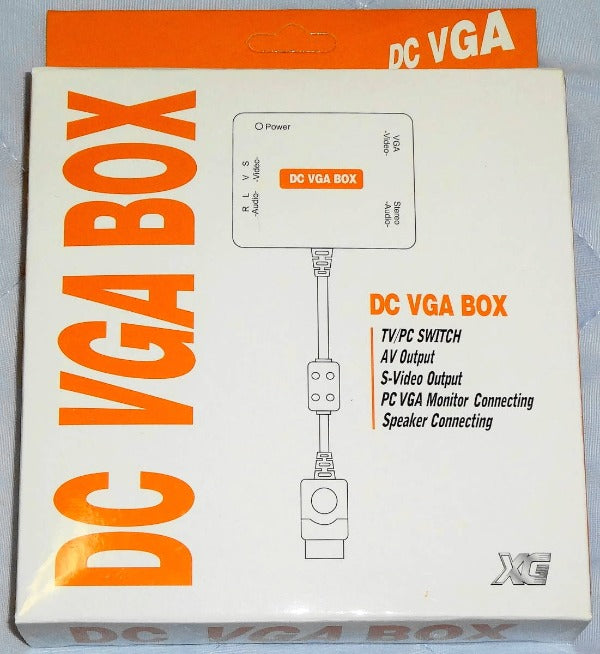 DC VGA
DC VGA BOX
Power
R L V S
-Audio- -Video-
VGA
-Video-
DC VGA BOX
Stereo
-Audio-
DC VGA BOX
TV/PC SWITCH
AV Output
S-Video Output
PC VGA Monitor Connecting
Speaker Connecting
XG
DC VGA BOX